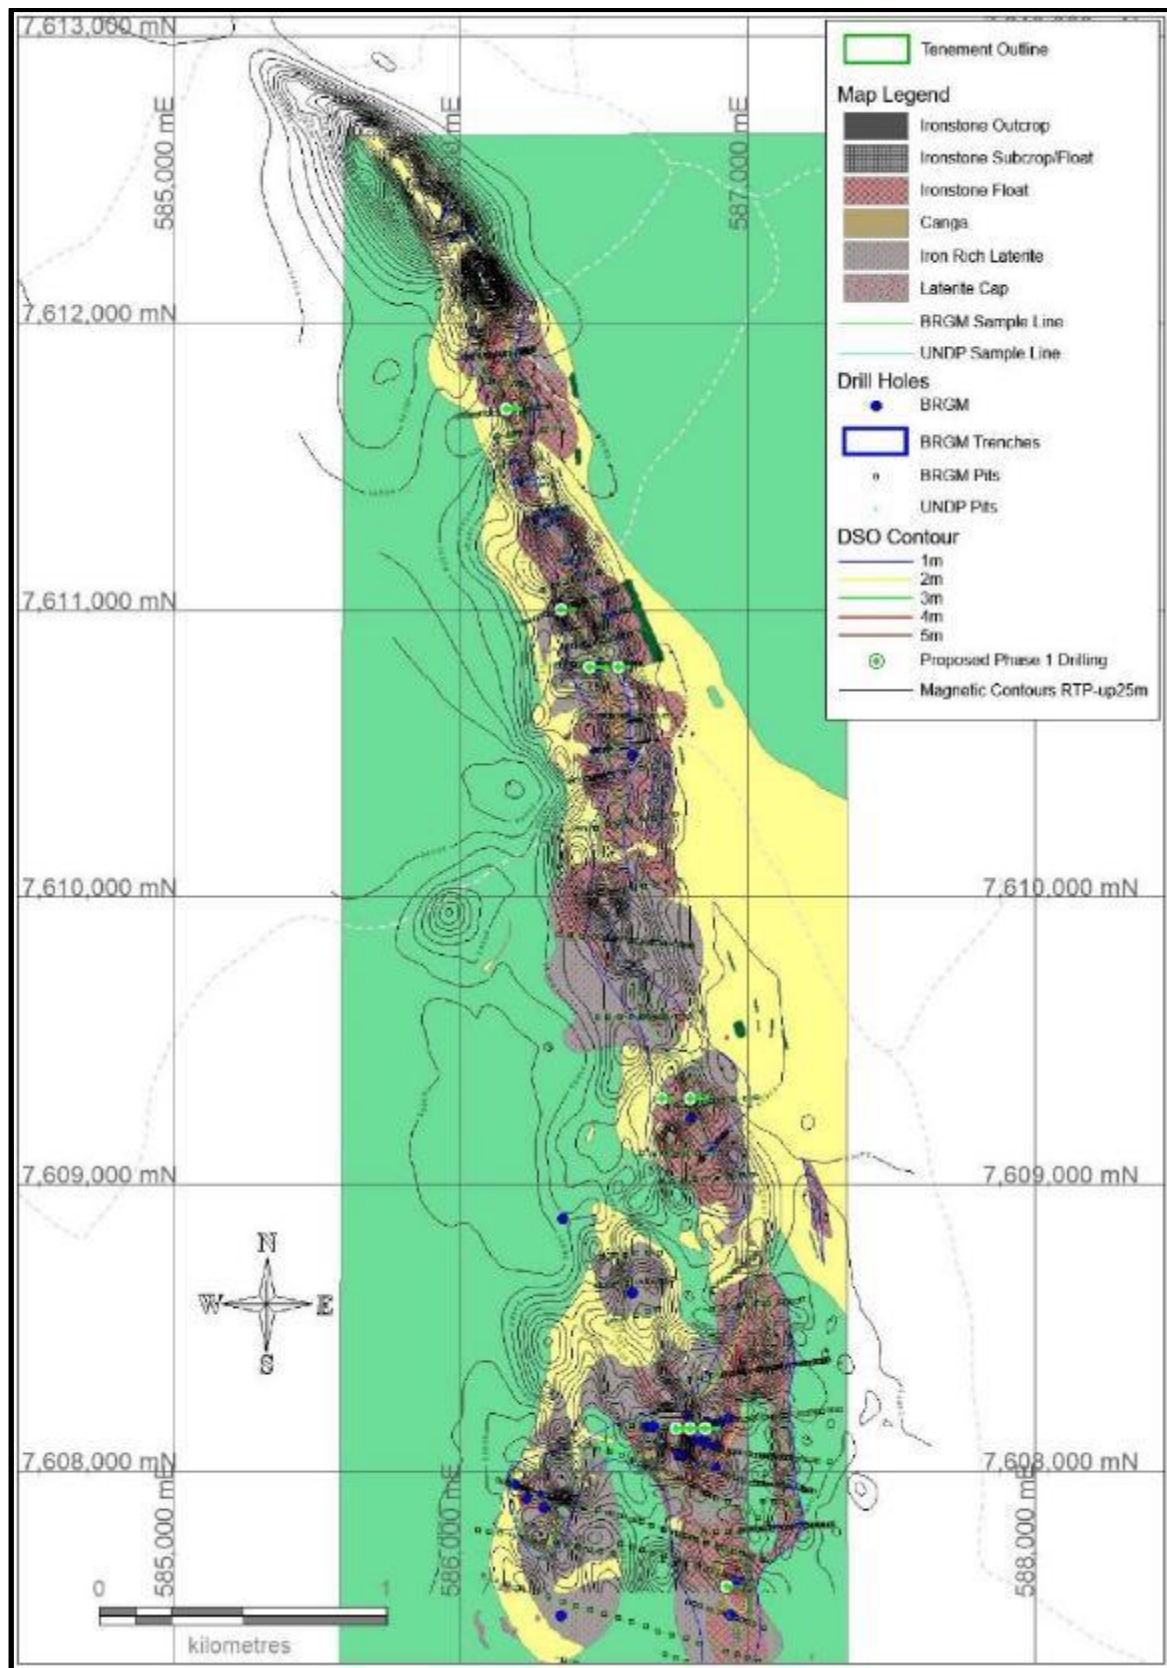 7,613,000 mN
585,000 mE
mE
587,000 mE
Tenement Outline
Map Legend
Ironstone Outcrop
Ironstone Subcrop/Float
Ironstone Float
Canga
Iron Rich Laterite
Laterite Cap
BRGM Sample Line
UNDP Sample Line
Drill Holes
BRGM
BRGM Trenches
BRGM Pits
UNDP Pits
DSO Contour
1m
2m
3m
4m
5m
Proposed Phase 1 Drilling
Magnetic Contours RTP-up25m
7,612,000 mN
7,611,000 mN
7,610,000 mN
7,610,000 mN
7,609,000 mN
7,609,000 mN
N
W
E
S
7,608,000 mN
7,608,000 mN
585,000 mE
586,000 mE
588,000 mE
0
1
kilometres